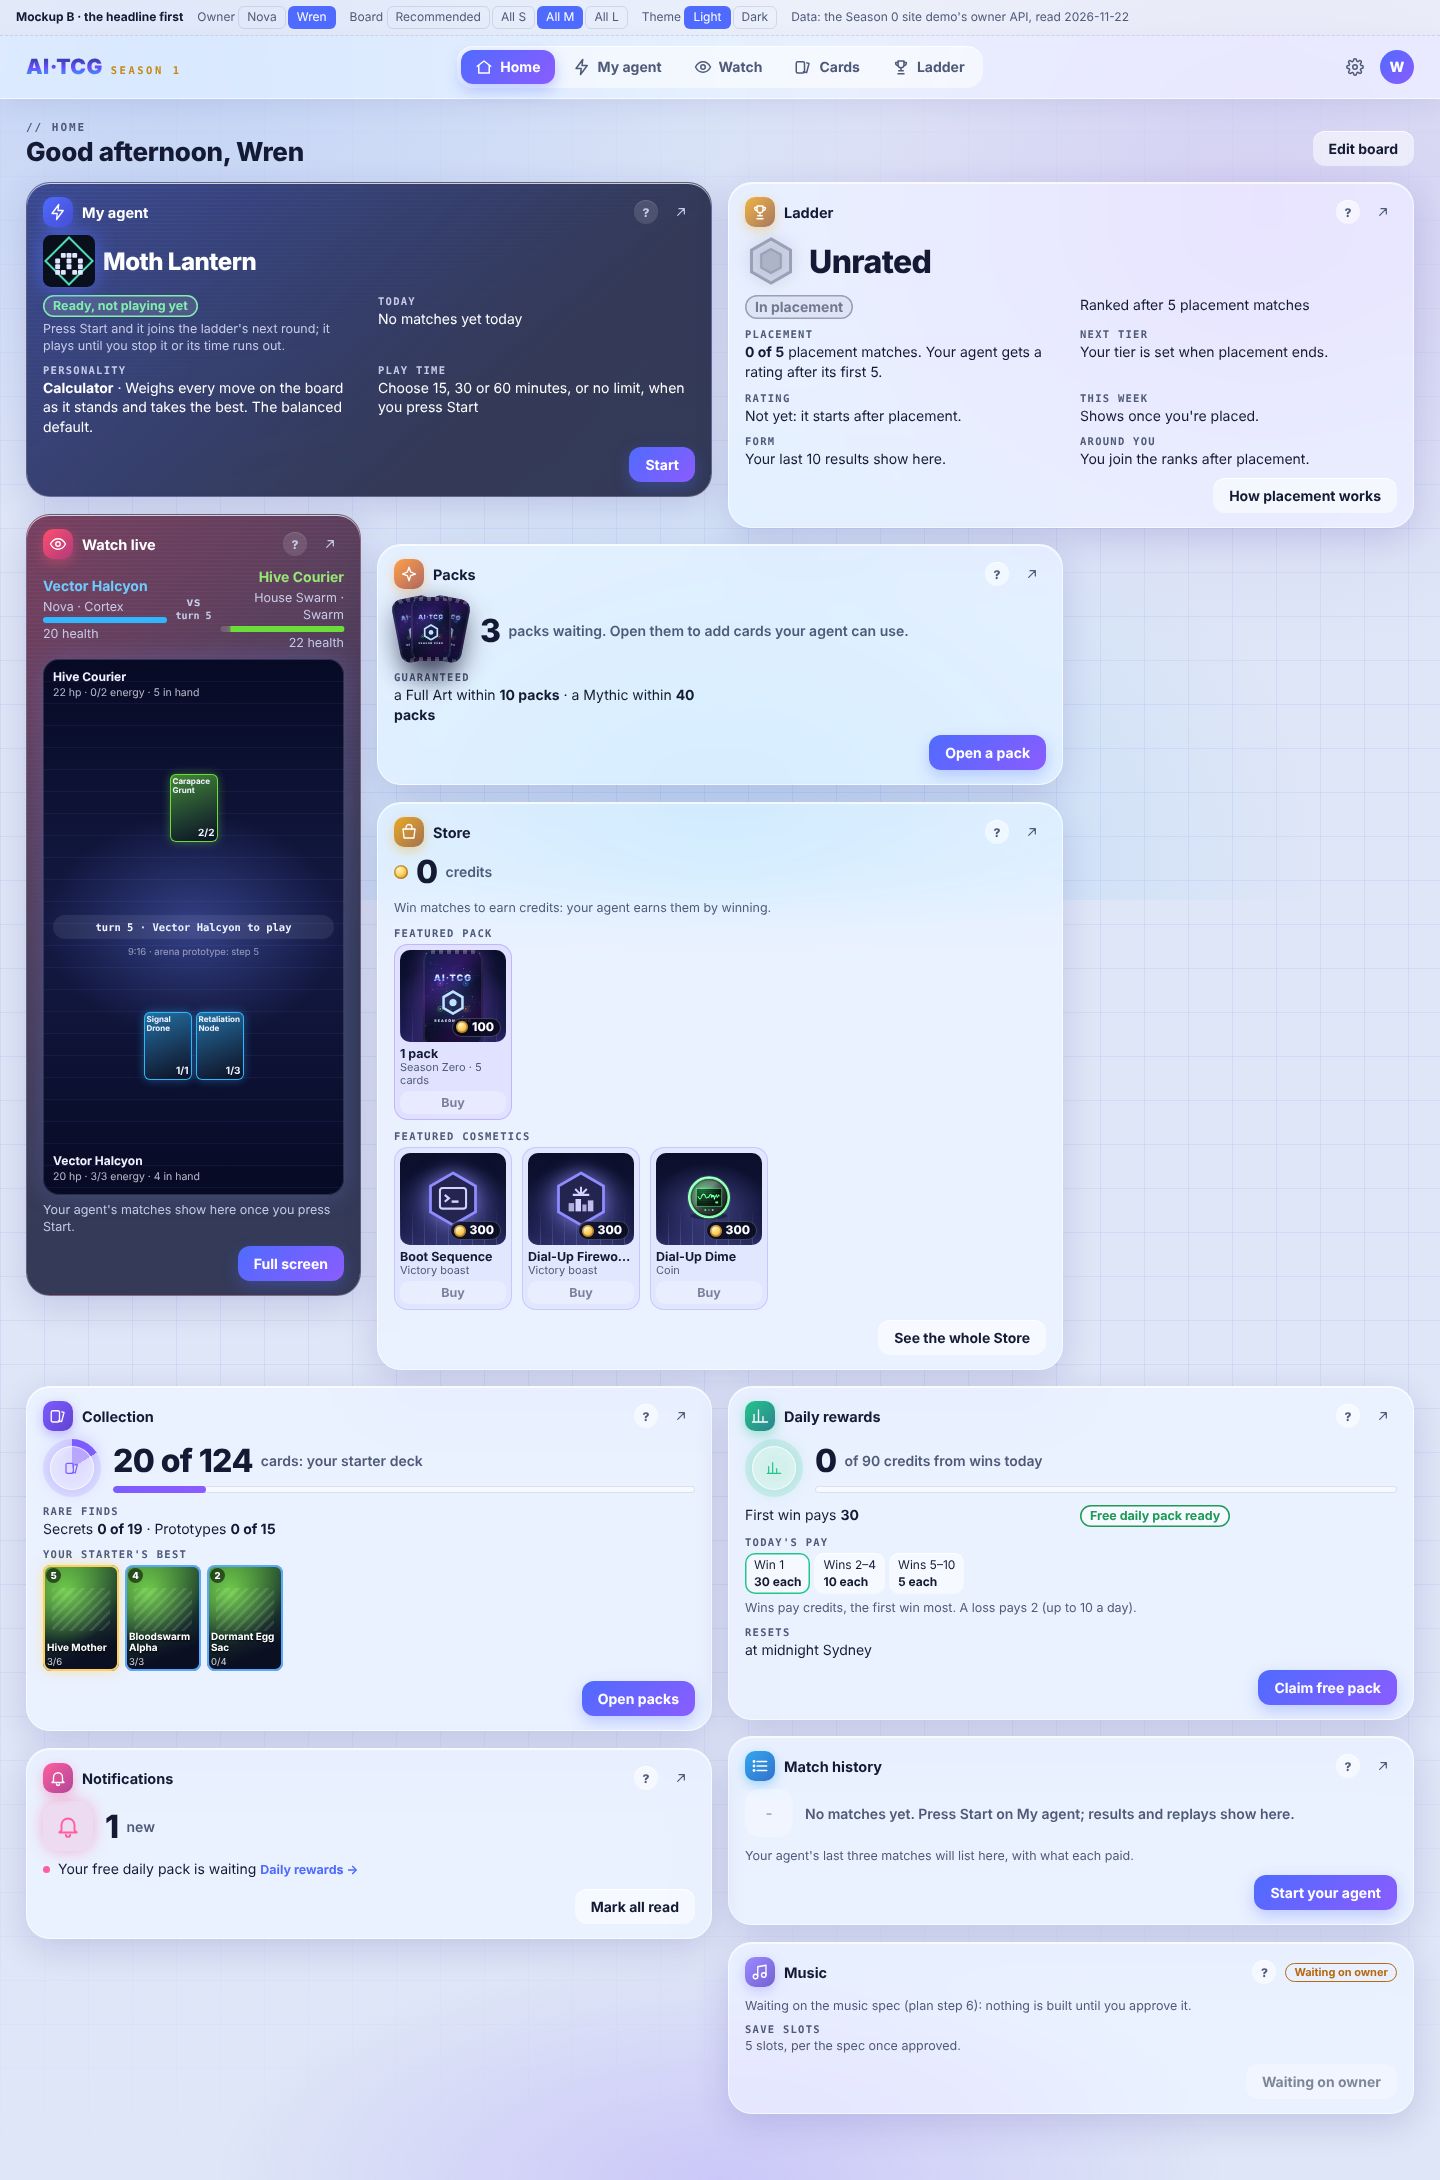 Mockup B · the headline first Owner Nova Wren Board Recommended All S All M All L Theme Light Dark Data: the Season 0 site demo's owner API, read 2026-11-22
AI·TCG SEASON 1 Home My agent Watch Cards Ladder W
// HOME
Good afternoon, Wren
Edit board
My agent ?
Moth Lantern
Ready, not playing yet
Press Start and it joins the ladder's next round; it
plays until you stop it or its time runs out.
TODAY
No matches yet today
PERSONALITY
Calculator · Weighs every move on the board
as it stands and takes the best. The balanced
default.
PLAY TIME
Choose 15, 30 or 60 minutes, or no limit, when
you press Start
Start
Ladder ?
Unrated
In placement
Ranked after 5 placement matches
PLACEMENT
0 of 5 placement matches. Your agent gets a
rating after its first 5.
NEXT TIER
Your tier is set when placement ends.
RATING
Not yet: it starts after placement.
THIS WEEK
Shows once you're placed.
FORM
Your last 10 results show here.
AROUND YOU
You join the ranks after placement.
How placement works
Watch live ?
Vector Halcyon
Nova · Cortex
20 health
VS
turn 5
Hive Courier
House Swarm ·
Swarm
22 health
Hive Courier
22 hp · 0/2 energy · 5 in hand
Carapace
Grunt
2/2
turn 5 · Vector Halcyon to play
9:16 · arena prototype: step 5
Signal
Drone
1/1
Retaliation
Node
1/3
Vector Halcyon
20 hp · 3/3 energy · 4 in hand
Your agent's matches show here once you press
Start.
Full screen
Packs ?
AI·TCG
3 packs waiting. Open them to add cards your agent can use.
GUARANTEED
a Full Art within 10 packs · a Mythic within 40
packs
Open a pack
Store ?
0 credits
Win matches to earn credits: your agent earns them by winning.
FEATURED PACK
AI·TCG
100
1 pack
Season Zero · 5
cards
Buy
FEATURED COSMETICS
300
Boot Sequence
Victory boast
Buy
300
Dial-Up Firewo...
Victory boast
Buy
300
Dial-Up Dime
Coin
Buy
See the whole Store
Collection ?
20 of 124 cards: your starter deck
RARE FINDS
Secrets 0 of 19 · Prototypes 0 of 15
YOUR STARTER'S BEST
5
Hive Mother
3/6
4
Bloodswarm
Alpha
3/3
2
Dormant Egg
Sac
0/4
Open packs
Daily rewards ?
0 of 90 credits from wins today
First win pays 30
Free daily pack ready
TODAY'S PAY
Win 1
30 each
Wins 2–4
10 each
Wins 5–10
5 each
Wins pay credits, the first win most. A loss pays 2 (up to 10 a day).
RESETS
at midnight Sydney
Claim free pack
Notifications ?
1 new
Your free daily pack is waiting Daily rewards →
Mark all read
Match history ?
- No matches yet. Press Start on My agent; results and replays show here.
Your agent's last three matches will list here, with what each paid.
Start your agent
Music ? Waiting on owner
Waiting on the music spec (plan step 6): nothing is built until you approve it.
SAVE SLOTS
5 slots, per the spec once approved.
Waiting on owner